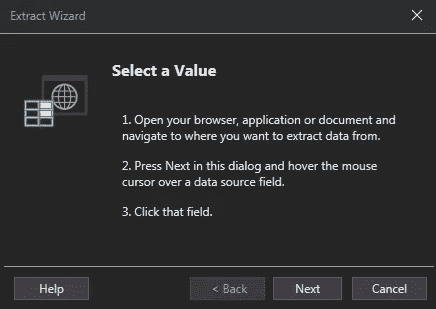 Extract Wizard
Select a Value
1. Open your browser, application or document and
navigate to where you want to extract data from.
2. Press Next in this dialog and hover the mouse
cursor over a data source field.
3. Click that field.
Help
< Back
Next
Cancel